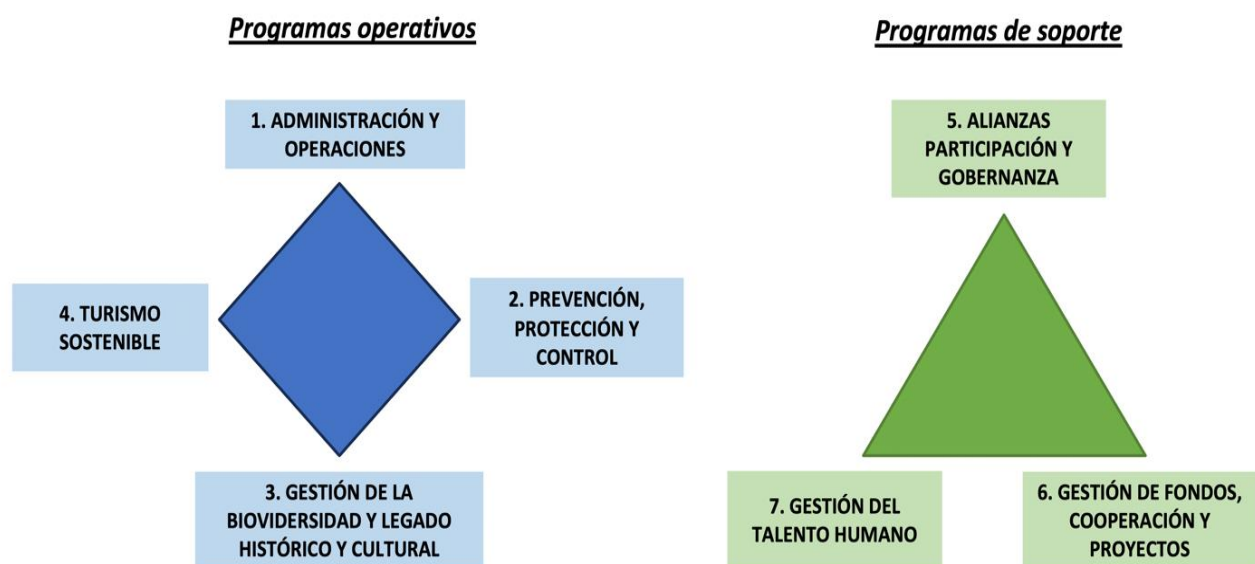 Programas operativos
1. ADMINISTRACIÓN Y
OPERACIONES
2. PREVENCIÓN,
PROTECCIÓN Y
CONTROL
3. GESTIÓN DE LA
BIOVIDERSIDAD Y LEGADO
HISTÓRICO Y CULTURAL
4. TURISMO
SOSTENIBLE
Programas de soporte
5. ALIANZAS
PARTICIPACIÓN Y
GOBERNANZA
6. GESTIÓN DE FONDOS,
COOPERACIÓN Y
PROYECTOS
7. GESTIÓN DEL
TALENTO HUMANO